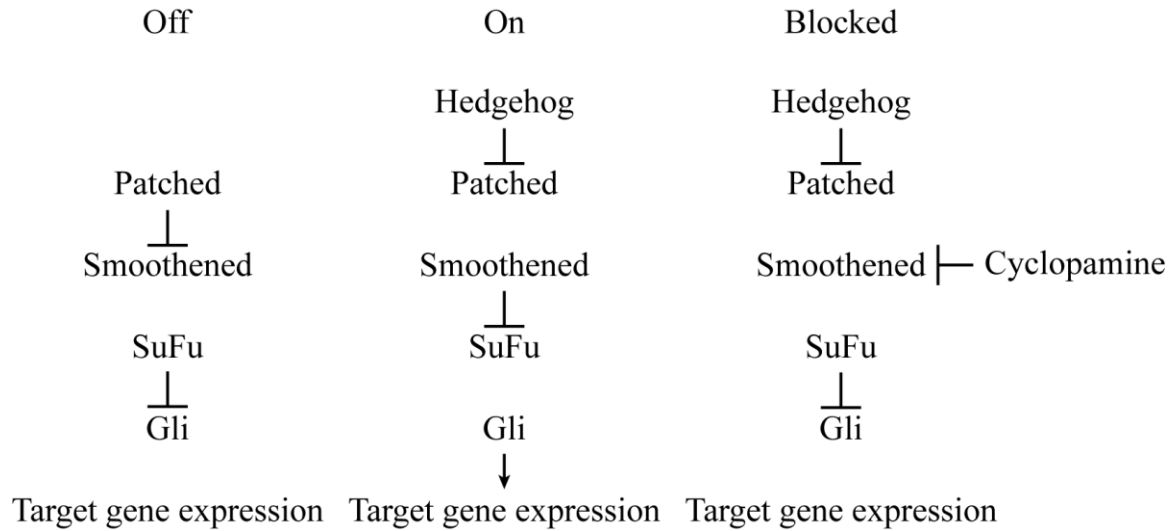 Off On Blocked
Hedgehog Hedgehog
Patched Patched Patched
Smoothened Smoothened Smoothened Cyclopamine
SuFu SuFu SuFu
Gli Gli Gli
Target gene expression Target gene expression Target gene expression